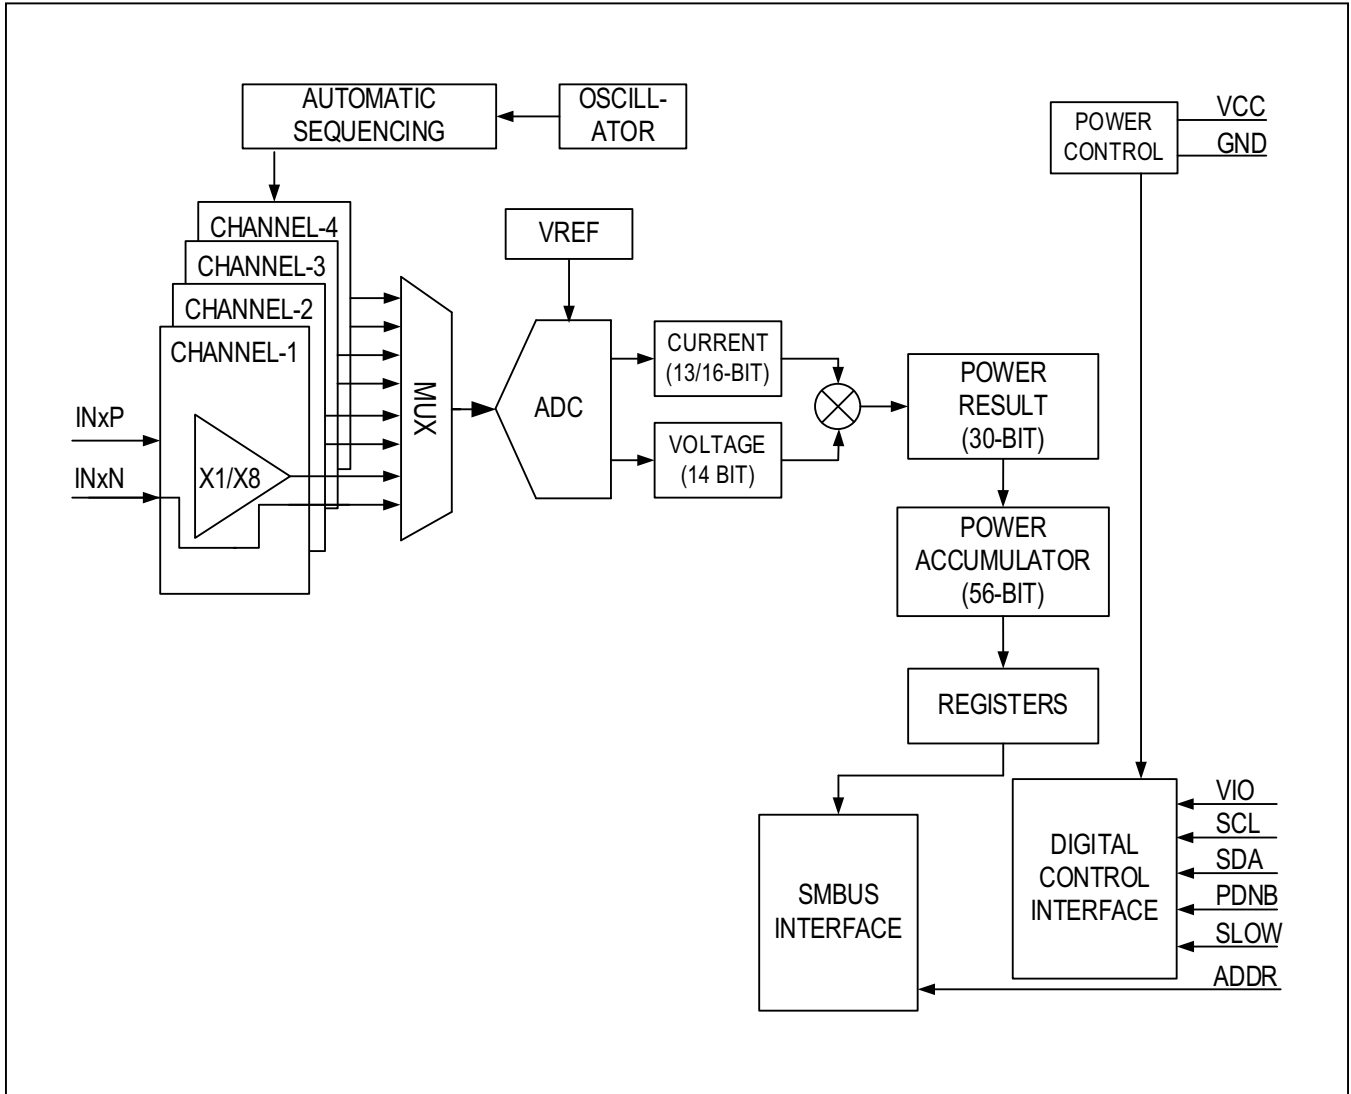 AUTOMATIC
SEQUENCING
OSCILL-
ATOR
POWER
CONTROL
VCC
GND
CHANNEL-4
CHANNEL-3
CHANNEL-2
CHANNEL-1
VREF
INxP
INxN
X1/X8
MUX
ADC
CURRENT
(13/16-BIT)
VOLTAGE
(14 BIT)
POWER
RESULT
(30-BIT)
POWER
ACCUMULATOR
(56-BIT)
REGISTERS
SMBUS
INTERFACE
DIGITAL
CONTROL
INTERFACE
VIO
SCL
SDA
PDNB
SLOW
ADDR